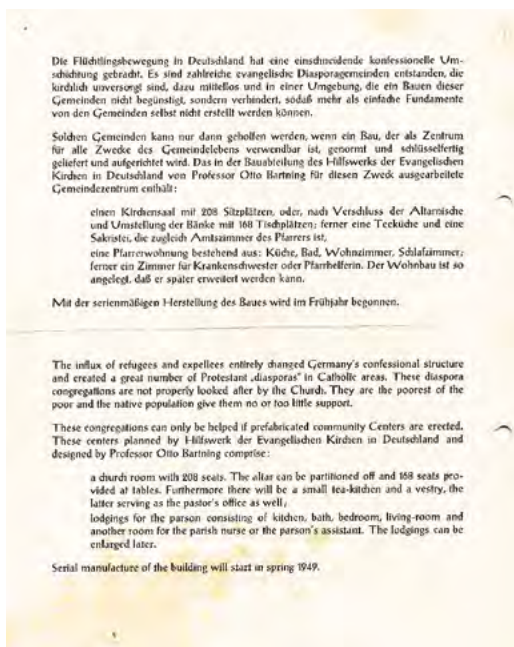 Die Flüchtlingsbewegung in Deutschland hat eine einschneidende konfessionelle Um-
schichtung gebracht. Es sind zahlreiche evangelische Diasporagemeinden entstanden, die
kirchlich unversorgt sind, dazu mittellos und in einer Umgebung, die ein Bauen dieser
Gemeinden nicht begünstigt, sondern verhindert, sodaß mehr als einfache Fundamente
von den Gemeinden selbst nicht erstellt werden können.
Solchen Gemeinden kann nur dann geholfen werden, wenn ein Bau, der als Zentrum
für alle Zwecke des Gemeindelebens verwendbar ist, genormt und schlüsselfertig
geliefert und aufgerichtet wird. Das in der Bauabteilung des Hilfswerks der Evangelischen
Kirchen in Deutschland von Professor Otto Bartning für diesen Zweck ausgearbeitete
Gemeindezentrum enthält:
einen Kirchensaal mit 208 Sitzplätzen, oder, nach Verschluss der Altarnische
und Umstellung der Bänke mit 168 Tischplätzen; ferner eine Teeküche und eine
Sakristei, die zugleich Amtszimmer des Pfarrers ist,
eine Pfarrerwohnung bestehend aus: Küche, Bad, Wohnzimmer, Schlafzimmer;
ferner ein Zimmer für Krankenschwester oder Pfarrhelferin. Der Wohnbau ist so
angelegt, daß er später erweitert werden kann.
Mit der serienmäßigen Herstellung des Baues wird im Frühjahr begonnen.
The influx of refugees and expellees entirely changed Germany's confessional structure
and created a great number of Protestant „diasporas" in Catholic areas. These diaspora
congregations are not properly looked after by the Church. They are the poorest of the
poor and the native population give them no or too little support.
These congregations can only be helped if prefabricated community Centers are erected.
These centers planned by Hilfswerk der Evangelischen Kirchen in Deutschland and
designed by Professor Otto Bartning comprise:
a church room with 208 seats. The altar can be partitioned off and 168 seats pro-
vided at tables. Furthermore there will be a small tea-kitchen and a vestry, the
latter serving as the pastor's office as well,
lodgings for the parson consisting of kitchen, bath, bedroom, living-room and
another room for the parish nurse or the parson's assistant. The lodgings can be
enlarged later.
Serial manufacture of the building will start in spring 1949.